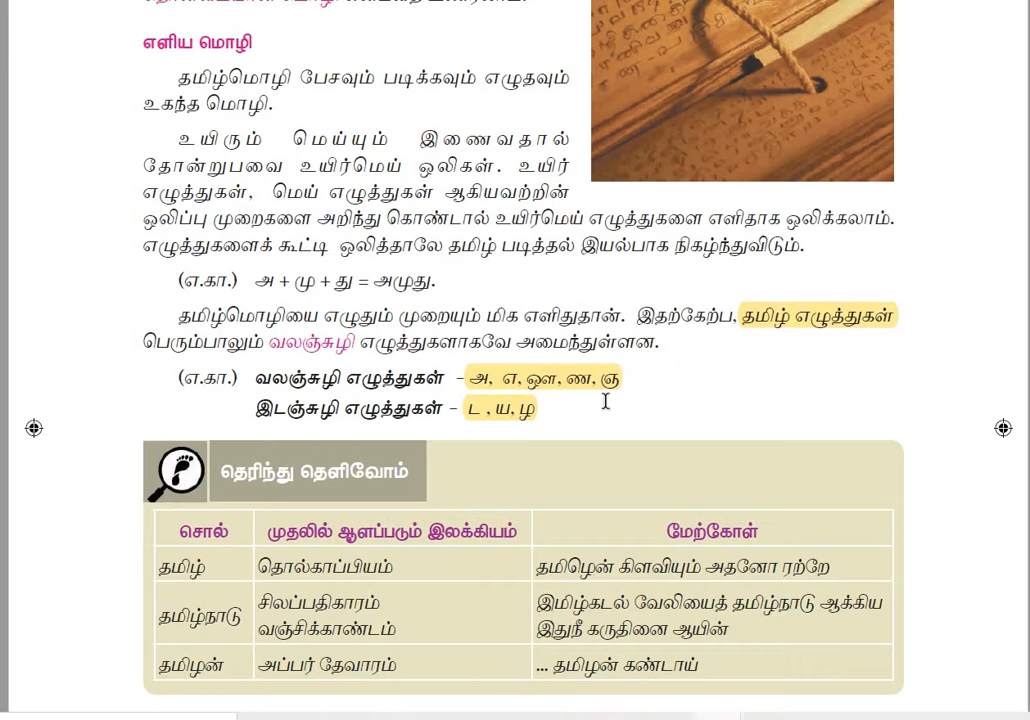 எளிய மொழி
தமிழ்மொழி பேசவும் படிக்கவும் எழுதவும்
உகந்த மொழி.
உயிரும் மெய்யும் இணைவதால்
தோன்றுபவை உயிர்மெய் ஒலிகள். உயிர்
எழுத்துகள், மெய் எழுத்துகள் ஆகியவற்றின்
ஒலிப்பு முறைகளை அறிந்து கொண்டால் உயிர்மெய் எழுத்துகளை எளிதாக ஒலிக்கலாம்.
எழுத்துகளைக் கூட்டி ஒலித்தாலே தமிழ் படித்தல் இயல்பாக நிகழ்ந்துவிடும்.
(எ.கா.) அ + மு + து = அமுது.
தமிழ்மொழியை எழுதும் முறையும் மிக எளிதுதான். இதற்கேற்ப, தமிழ் எழுத்துகள்
பெரும்பாலும் வலஞ்சுழி எழுத்துகளாகவே அமைந்துள்ளன.
(எ.கா.) வலஞ்சுழி எழுத்துகள் - அ, எ, ஔ, ண, ஞ
இடஞ்சுழி எழுத்துகள் - ட , ய, ழ
தெரிந்து தெளிவோம்
சொல் முதலில் ஆளப்படும் இலக்கியம் மேற்கோள்
தமிழ் தொல்காப்பியம் தமிழென் கிளவியும் அதனோ ரற்றே
தமிழ்நாடு சிலப்பதிகாரம் இமிழ்கடல் வேலியைத் தமிழ்நாடு ஆக்கிய
வஞ்சிக்காண்டம் இதுநீ கருதினை ஆயின்
தமிழன் அப்பர் தேவாரம் ... தமிழன் கண்டாய்